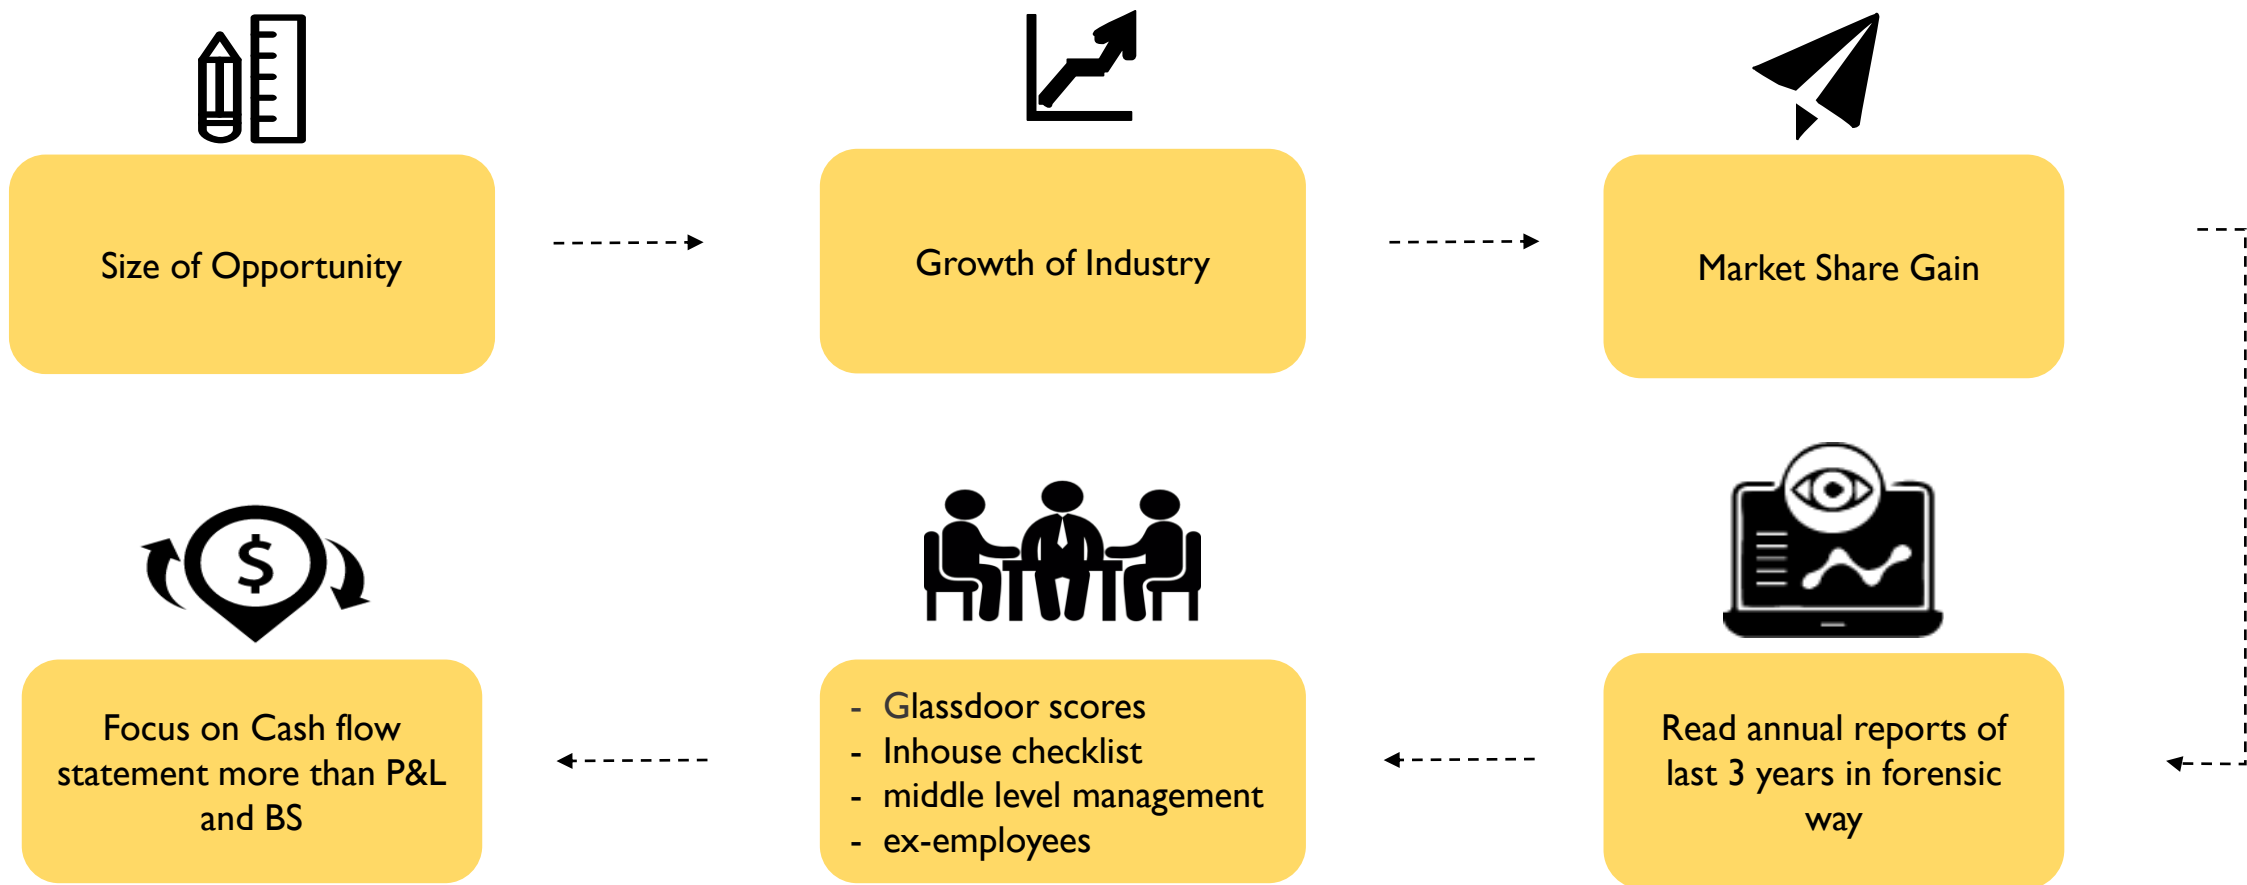 Size of Opportunity
Growth of Industry
Market Share Gain
$
Focus on Cash flow
statement more than P&L
and BS
- Glassdoor scores
- Inhouse checklist
- middle level management
- ex-employees
Read annual reports of
last 3 years in forensic
way